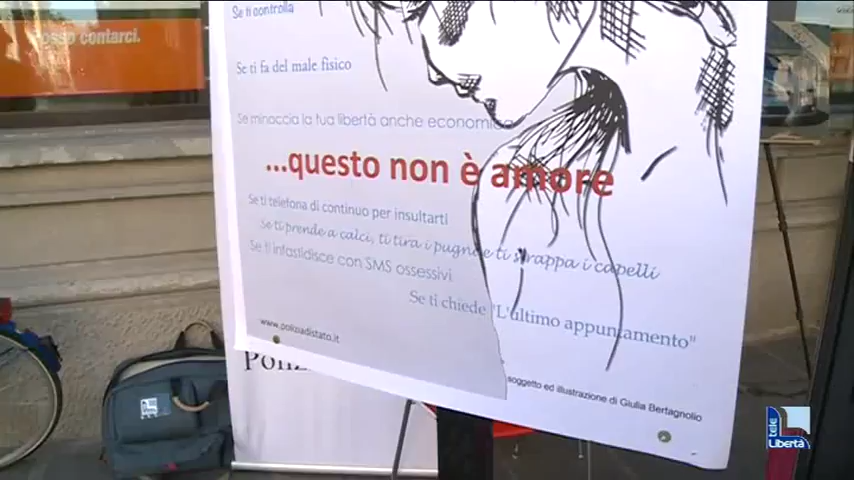 osso contarci.
Se ti controlla
Se ti fa del male fisico
Se minaccia la tua libertà anche economica
...questo non è amore
Se ti telefona di continuo per insultarti
Se ti prende a calci, ti tira i pugni e ti strappa i capelli
Se ti infastidisce con SMS ossessivi
Se ti chiede "L'ultimo appuntamento"
www.poliziadistato.it
Poliz
soggetto ed illustrazione di Giulia Bertagnolio
tele
Libertà